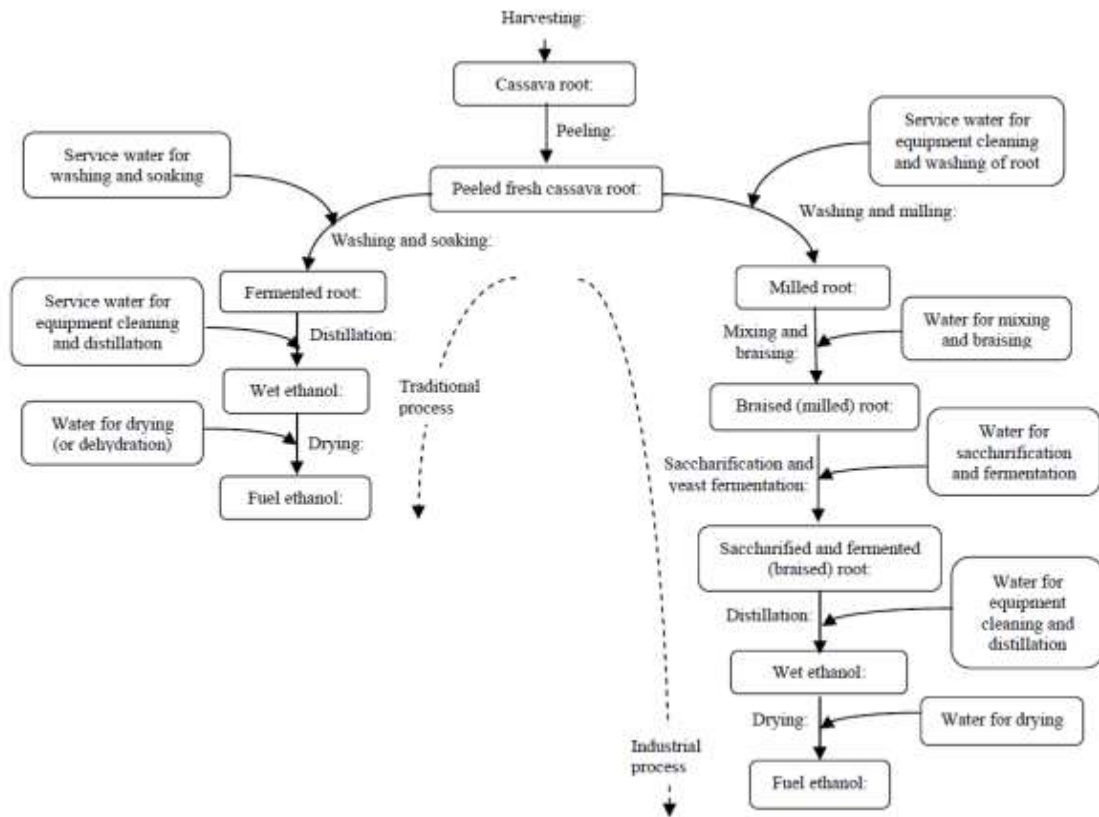 Harvesting:
Cassava root:
Peeling:
Peeled fresh cassava root:
Service water for
washing and soaking
Washing and soaking:
Fermented root:
Service water for
equipment cleaning
and distillation
Distillation:
Wet ethanol:
Water for drying
(or dehydration)
Drying:
Fuel ethanol:
Traditional
process
Service water for
equipment cleaning
and washing of root
Washing and milling:
Milled root:
Mixing and
braising:
Water for mixing
and braising
Braised (milled) root:
Saccharification and
yeast fermentation:
Water for
saccharification
and fermentation
Saccharified and fermented
(braised) root:
Distillation:
Water for
equipment
cleaning and
distillation
Wet ethanol:
Drying:
Water for drying
Fuel ethanol:
Industrial
process